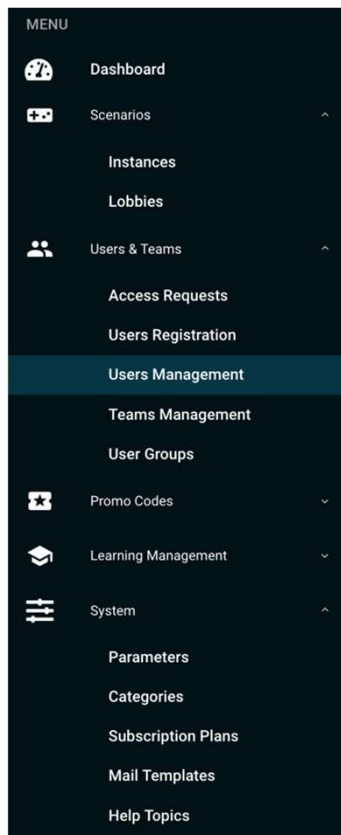 MENU
Dashboard
Scenarios
Instances
Lobbies
Users & Teams
Access Requests
Users Registration
Users Management
Teams Management
User Groups
Promo Codes
Learning Management
System
Parameters
Categories
Subscription Plans
Mail Templates
Help Topics